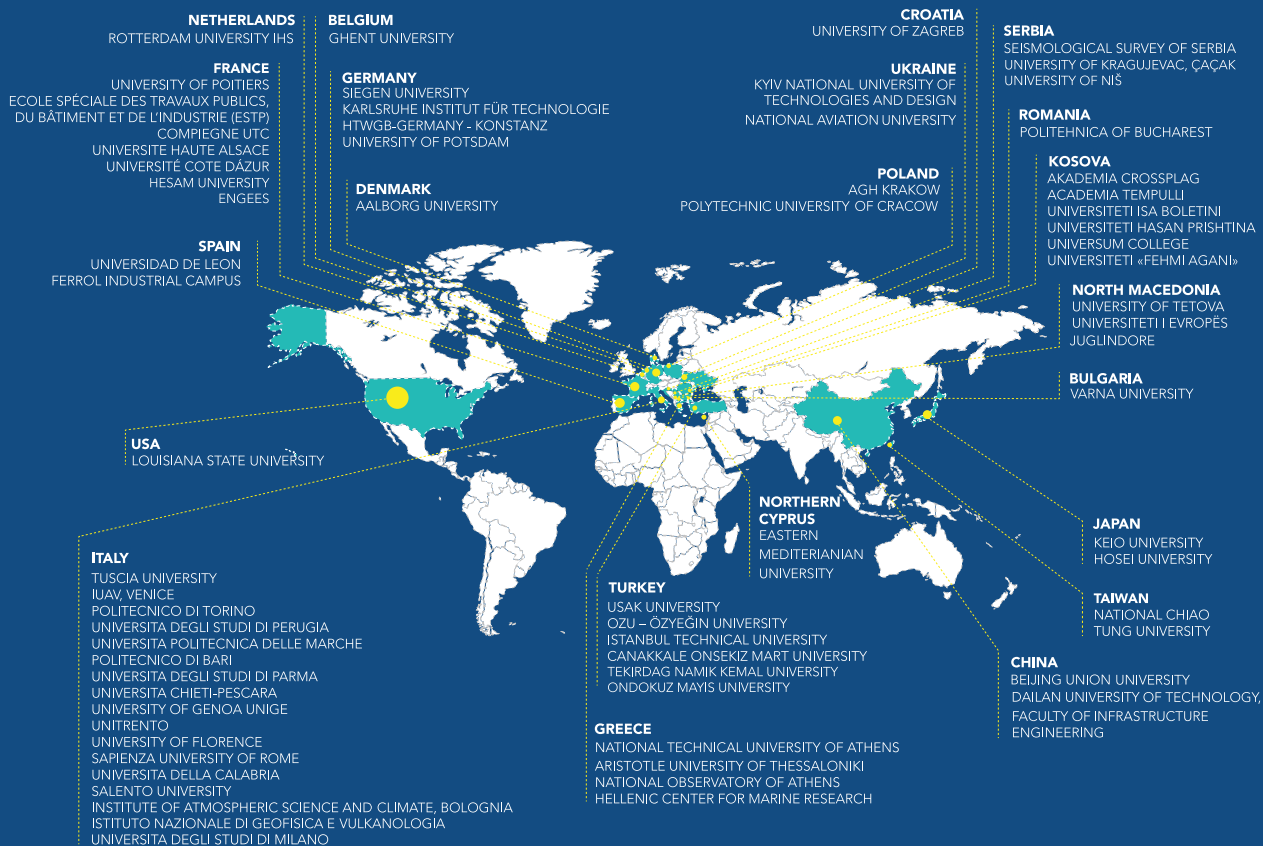 NETHERLANDS
ROTTERDAM UNIVERSITY IHS
BELGIUM
GHENT UNIVERSITY
FRANCE
UNIVERSITY OF POITIERS
ECOLE SPÉCIALE DES TRAVAUX PUBLICS,
DU BÂTIMENT ET DE L'INDUSTRIE (ESTP)
COMPIEGNE UTC
UNIVERSITE HAUTE ALSACE
UNIVERSITÉ COTE DÁZUR
HESAM UNIVERSITY
ENGEES
GERMANY
SIEGEN UNIVERSITY
KARLSRUHE INSTITUT FÜR TECHNOLOGIE
HTWGB-GERMANY - KONSTANZ
UNIVERSITY OF POTSDAM
DENMARK
AALBORG UNIVERSITY
SPAIN
UNIVERSIDAD DE LEON
FERROL INDUSTRIAL CAMPUS
CROATIA
UNIVERSITY OF ZAGREB
UKRAINE
KYIV NATIONAL UNIVERSITY OF
TECHNOLOGIES AND DESIGN
NATIONAL AVIATION UNIVERSITY
POLAND
AGH KRAKOW
POLYTECHNIC UNIVERSITY OF CRACOW
SERBIA
SEISMOLOGICAL SURVEY OF SERBIA
UNIVERSITY OF KRAGUJEVAC, ÇAÇAK
UNIVERSITY OF NIŠ
ROMANIA
POLITEHNICA OF BUCHAREST
KOSOVA
AKADEMIA CROSSPLAG
ACADEMIA TEMPULLI
UNIVERSITETI ISA BOLETINI
UNIVERSITETI HASAN PRISHTINA
UNIVERSUM COLLEGE
UNIVERSITETI «FEHMI AGANI»
NORTH MACEDONIA
UNIVERSITY OF TETOVA
UNIVERSITETI I EVROPËS
JUGLINDORE
BULGARIA
VARNA UNIVERSITY
USA
LOUISIANA STATE UNIVERSITY
ITALY
TUSCIA UNIVERSITY
IUAV, VENICE
POLITECNICO DI TORINO
UNIVERSITA DEGLI STUDI DI PERUGIA
UNIVERSITA POLITECNICA DELLE MARCHE
POLITECNICO DI BARI
UNIVERSITA DEGLI STUDI DI PARMA
UNIVERSITA CHIETI-PESCARA
UNIVERSITY OF GENOA UNIGE
UNITRENTO
UNIVERSITY OF FLORENCE
SAPIENZA UNIVERSITY OF ROME
UNIVERSITA DELLA CALABRIA
SALENTO UNIVERSITY
INSTITUTE OF ATMOSPHERIC SCIENCE AND CLIMATE, BOLOGNIA
ISTITUTO NAZIONALE DI GEOFISICA E VULKANOLOGIA
UNIVERSITA DEGLI STUDI DI MILANO
NORTHERN
CYPRUS
EASTERN
MEDITERIANIAN
UNIVERSITY
TURKEY
USAK UNIVERSITY
OZU – ÖZYEĞİN UNIVERSITY
ISTANBUL TECHNICAL UNIVERSITY
CANAKKALE ONSEKIZ MART UNIVERSITY
TEKIRDAG NAMIK KEMAL UNIVERSITY
ONDOKUZ MAYIS UNIVERSITY
GREECE
NATIONAL TECHNICAL UNIVERSITY OF ATHENS
ARISTOTLE UNIVERSITY OF THESSALONIKI
NATIONAL OBSERVATORY OF ATHENS
HELLENIC CENTER FOR MARINE RESEARCH
JAPAN
KEIO UNIVERSITY
HOSEI UNIVERSITY
TAIWAN
NATIONAL CHIAO
TUNG UNIVERSITY
CHINA
BEIJING UNION UNIVERSITY
DAILAN UNIVERSITY OF TECHNOLOGY,
FACULTY OF INFRASTRUCTURE
ENGINEERING